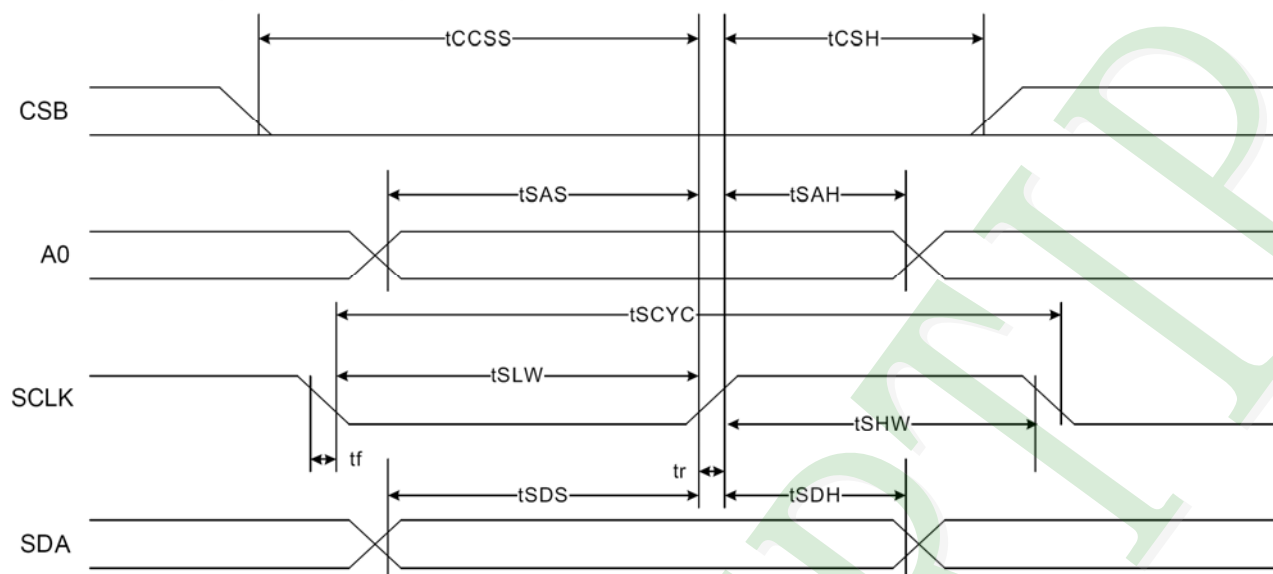 tCCSS tCSH
CSB
tSAS tSAH
A0
tSCYC
SCLK tSLW
tSHW
tf tr
tSDS tSDH
SDA